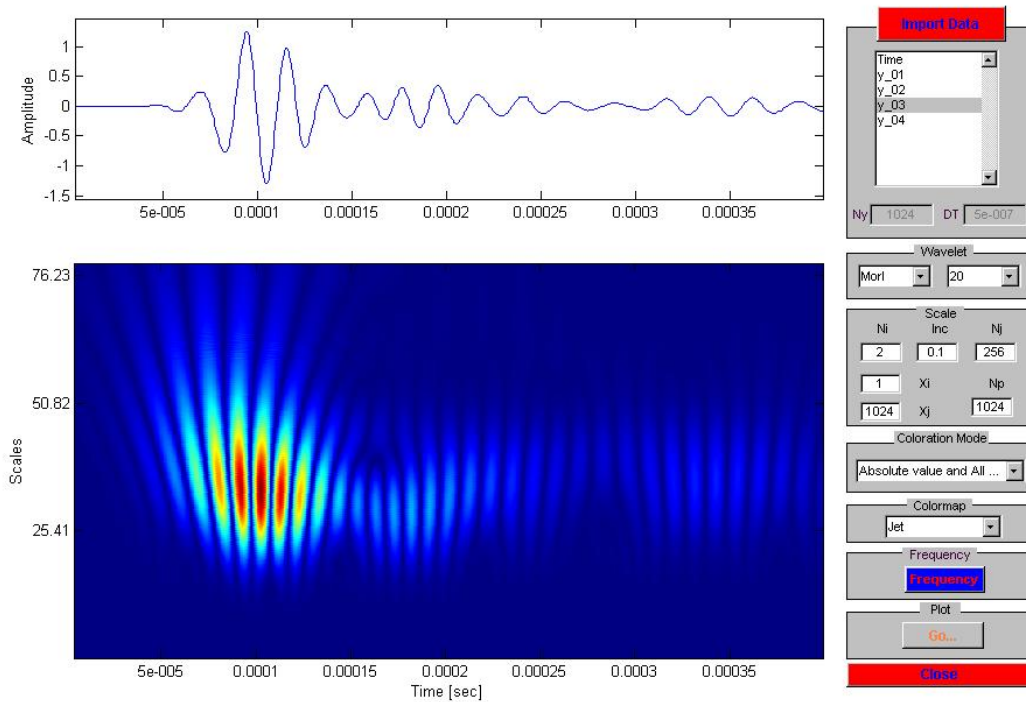 1
0.5
0
-0.5
-1
-1.5
Amplitude
5e-005 0.0001 0.00015 0.0002 0.00025 0.0003 0.00035
76.23
50.82
25.41
Scales
5e-005 0.0001 0.00015 0.0002 0.00025 0.0003 0.00035
Time [sec]
Import Data
Time
y_01
y_02
y_03
y_04
Ny 1024 DT 5e-007
Wavelet
Morl 20
Scale
Ni Inc Nj
2 0.1 256
1 Xi Np
1024 Xj 1024
Coloration Mode
Absolute value and All ...
Colormap
Jet
Frequency
Frequency
Plot
Go...
Close